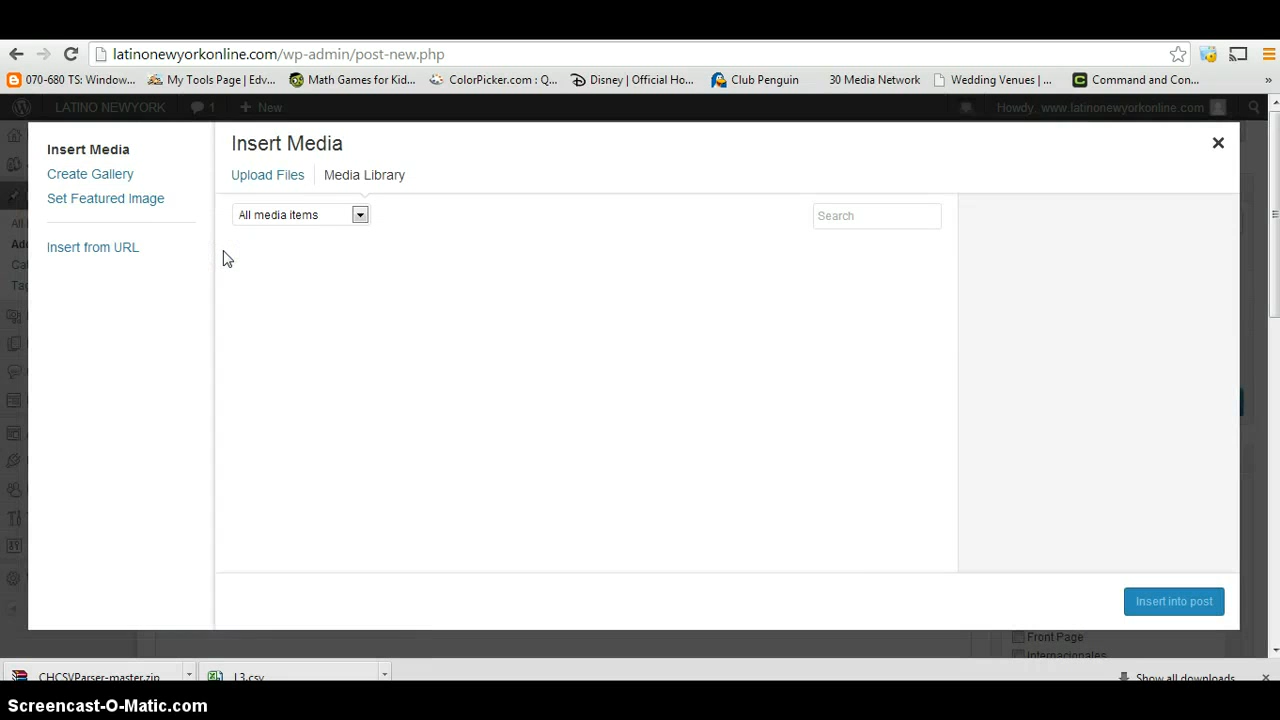 latinonewyorkonline.com/wp-admin/post-new.php
070-680 TS: Window... My Tools Page | Edv... Math Games for Kid... ColorPicker.com : Q... Disney | Official Ho... Club Penguin 30 Media Network Wedding Venues | ... Command and Con... »
LATINO NEWYORK 1 + New Howdy, www.latinonewyorkonline.com
Insert Media
Create Gallery
Set Featured Image
Insert from URL
Insert Media
Upload Files Media Library
All media items Search
Insert into post
Front Page
Internacionales
CHCSVParser-master.zip L3.csv Show all downloads...
Screencast-O-Matic.com